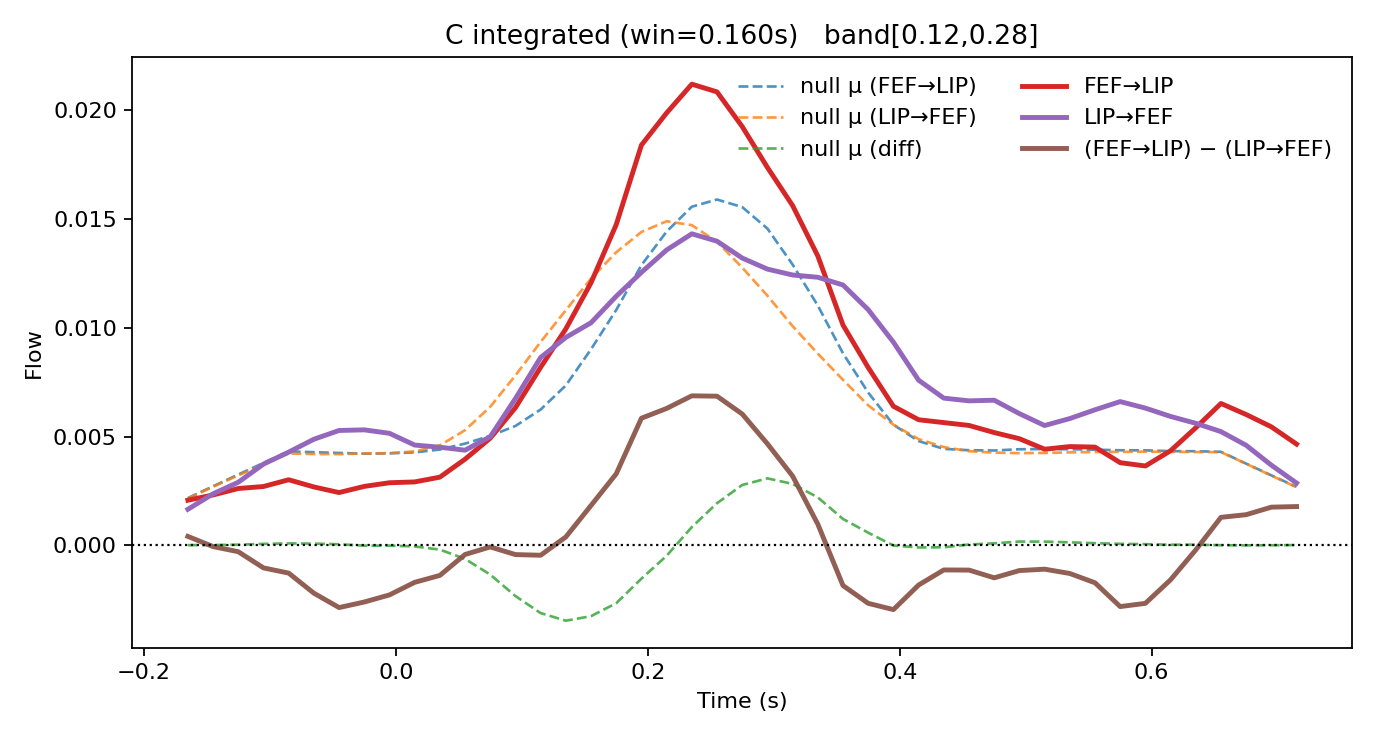 C integrated (win=0.160s)   band[0.12,0.28]
null μ (FEF→LIP)
null μ (LIP→FEF)
null μ (diff)
FEF→LIP
LIP→FEF
(FEF→LIP) − (LIP→FEF)
Flow
0.020
0.015
0.010
0.005
0.000
−0.2
0.0
0.2
0.4
0.6
Time (s)